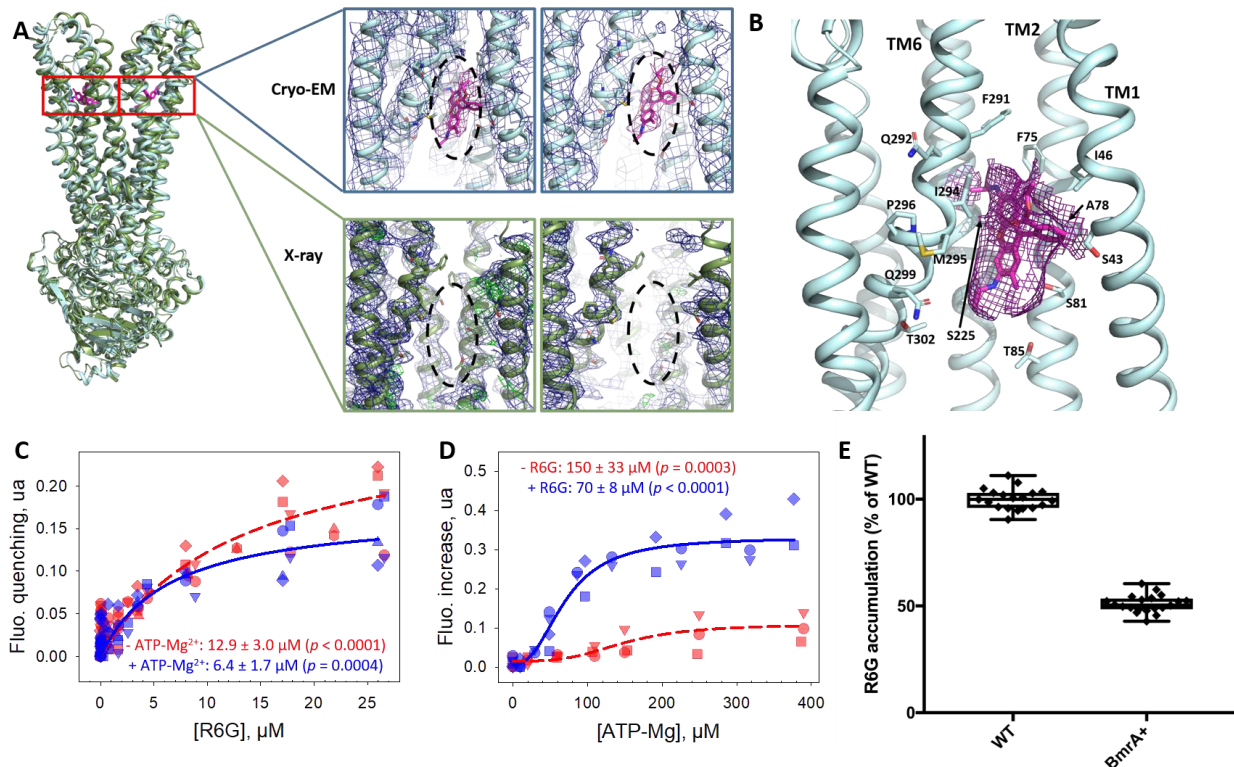 A
Cryo-EM
X-ray
B
TM6
TM2
TM1
F291
Q292
F75
I46
I294
A78
P296
M295
S43
Q299
S81
T302
S225
T85
C
Fluo. quenching, ua
0.20
0.15
0.10
0.05
0.00
- ATP-Mg²⁺: 12.9 ± 3.0 µM (p < 0.0001)
+ ATP-Mg²⁺: 6.4 ± 1.7 µM (p = 0.0004)
0 5 10 15 20 25
[R6G], µM
D
Fluo. increase, ua
- R6G: 150 ± 33 µM (p = 0.0003)
+ R6G: 70 ± 8 µM (p < 0.0001)
0.5
0.4
0.3
0.2
0.1
0.0
0 100 200 300 400
[ATP-Mg], µM
E
R6G accumulation (% of WT)
100
50
0
WT
BmrA+